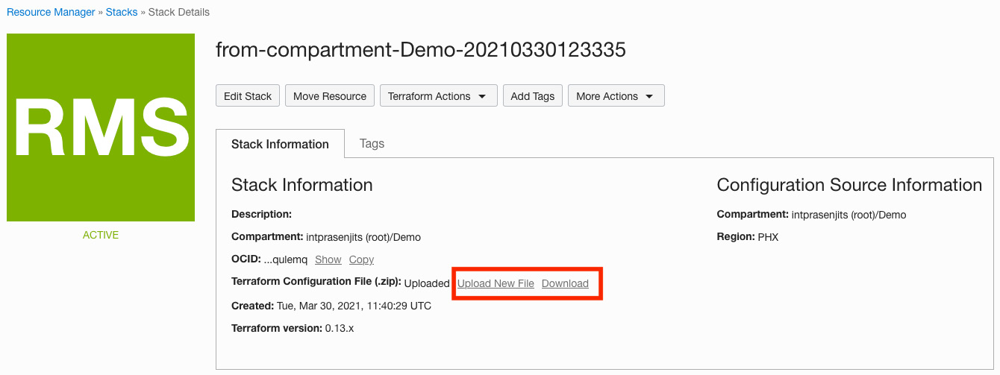 Resource Manager » Stacks » Stack Details
RMS
ACTIVE
from-compartment-Demo-20210330123335
Edit Stack Move Resource Terraform Actions Add Tags More Actions
Stack Information Tags
Stack Information
Description:
Compartment: intprasenjits (root)/Demo
OCID: ...qulemq Show Copy
Terraform Configuration File (.zip): Uploaded Upload New File Download
Created: Tue, Mar 30, 2021, 11:40:29 UTC
Terraform version: 0.13.x
Configuration Source Information
Compartment: intprasenjits (root)/Demo
Region: PHX